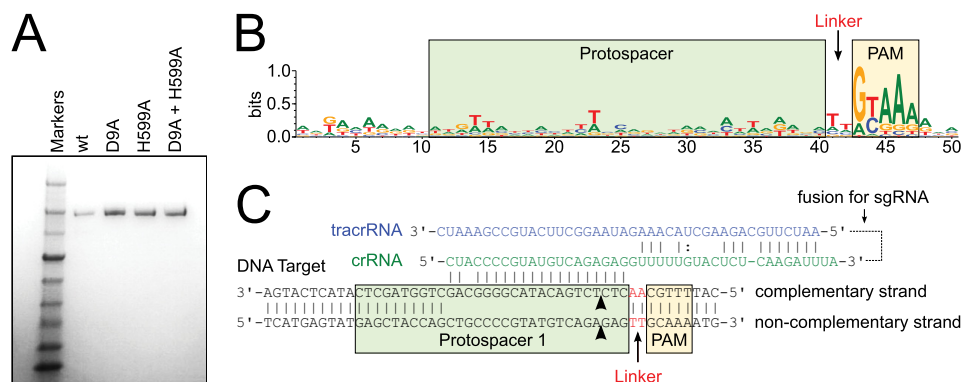 A
Markers
wt
D9A
H599A
D9A + H599A
B
Linker
Protospacer
PAM
bits
1.0
0.5
0.0
5 10 15 20 25 30 35 40 45 50
C
fusion for sgRNA
tracrRNA 3'-CUAAAGCCGUACUUCGGAAUAGAAACAUCGAAGACGUUCUAA-5'
crRNA 5'-CUACCCCGUAUGUCAGAGAGGUUUUUGUACUCU-CAAGAUUUA-3'
DNA Target
3'-AGTACTCATACTCGATGGTCGACGGGGCATACAGTCTCTCAACGTTTTAC-5' complementary strand
5'-TCATGAGTATGAGCTACCAGCTGCCCCGTATGTCAGAGAGTTGCAAAATG-3' non-complementary strand
Protospacer 1
PAM
Linker